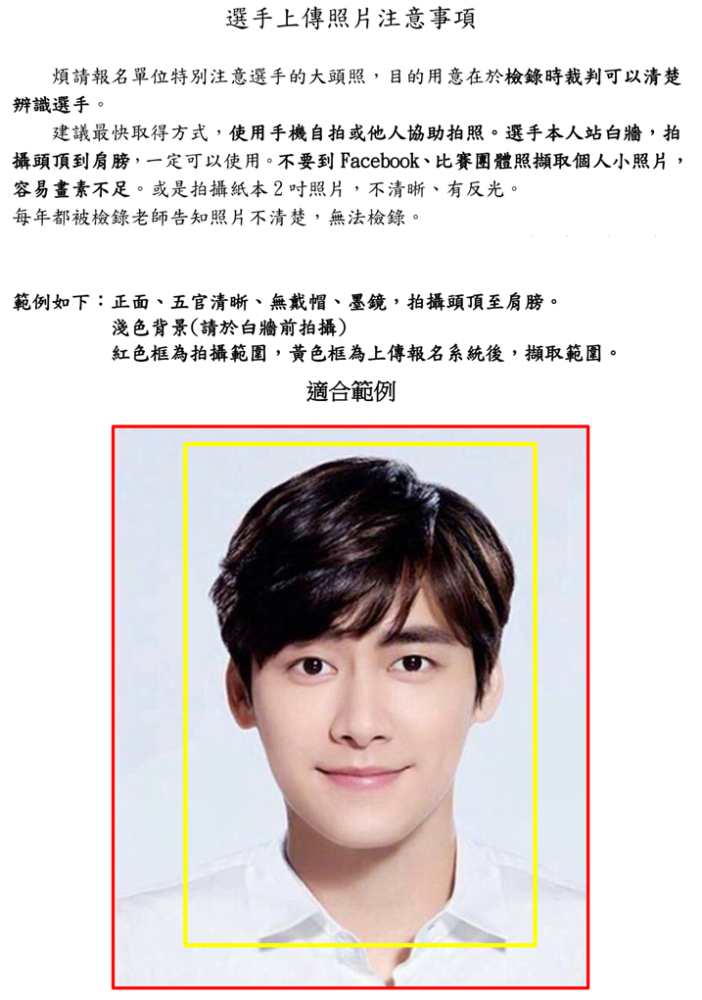 選手上傳照片注意事項
煩請報名單位特別注意選手的大頭照，目的用意在於檢錄時裁判可以清楚
辨識選手。
建議最快取得方式，使用手機自拍或他人協助拍照。選手本人站白牆，拍
攝頭頂到肩膀，一定可以使用。不要到Facebook、比賽團體照擷取個人小照片，
容易畫素不足。或是拍攝紙本2吋照片，不清晰、有反光。
每年都被檢錄老師告知照片不清楚，無法檢錄。
範例如下：正面、五官清晰、無戴帽、墨鏡，拍攝頭頂至肩膀。
淺色背景(請於白牆前拍攝)
紅色框為拍攝範圍，黃色框為上傳報名系統後，擷取範圍。
適合範例